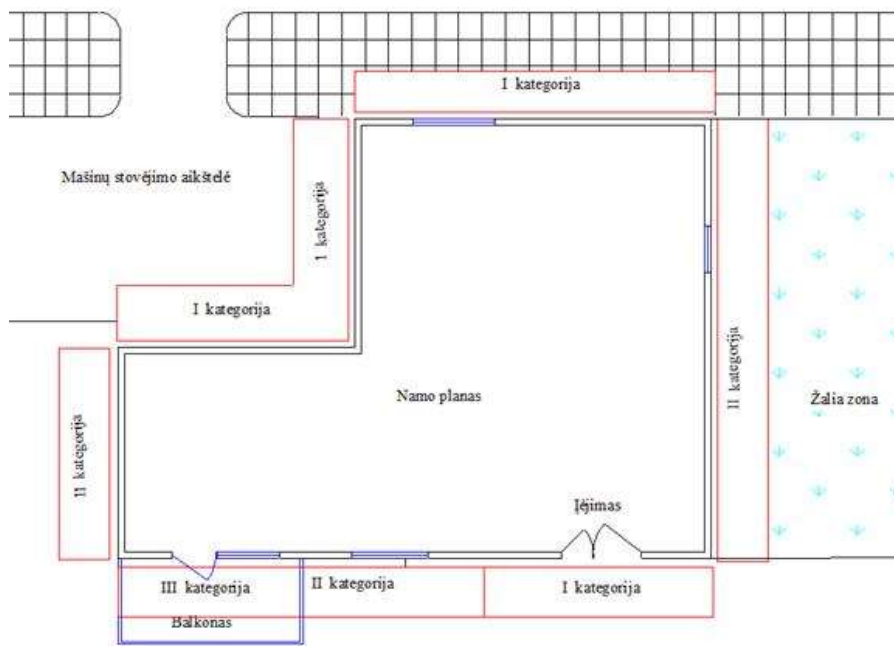 I kategorija
Mašinų stovėjimo aikštelė
I kategorija
I kategorija
II kategorija
Namo planas
II kategorija
Žalia zona
Įėjimas
III kategorija
II kategorija
I kategorija
Balkonas